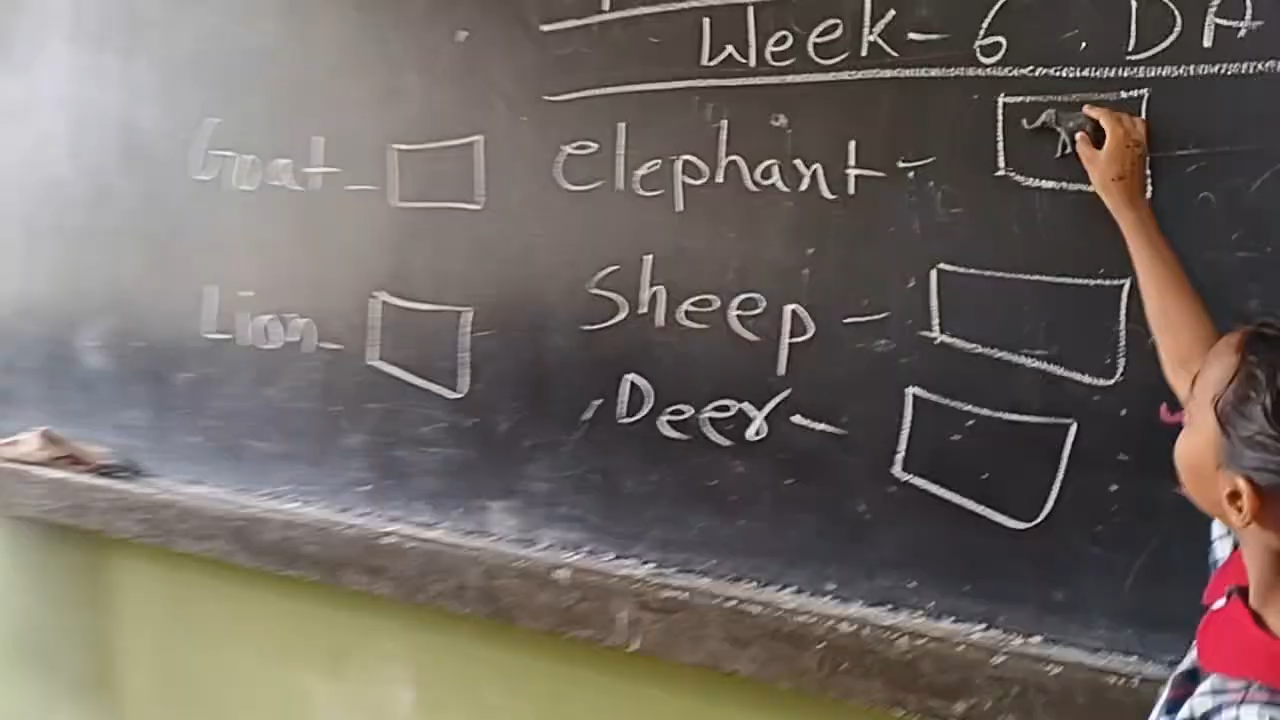 Week-6. DA
Goat-
elephant-
Lion-
Sheep-
Deer-